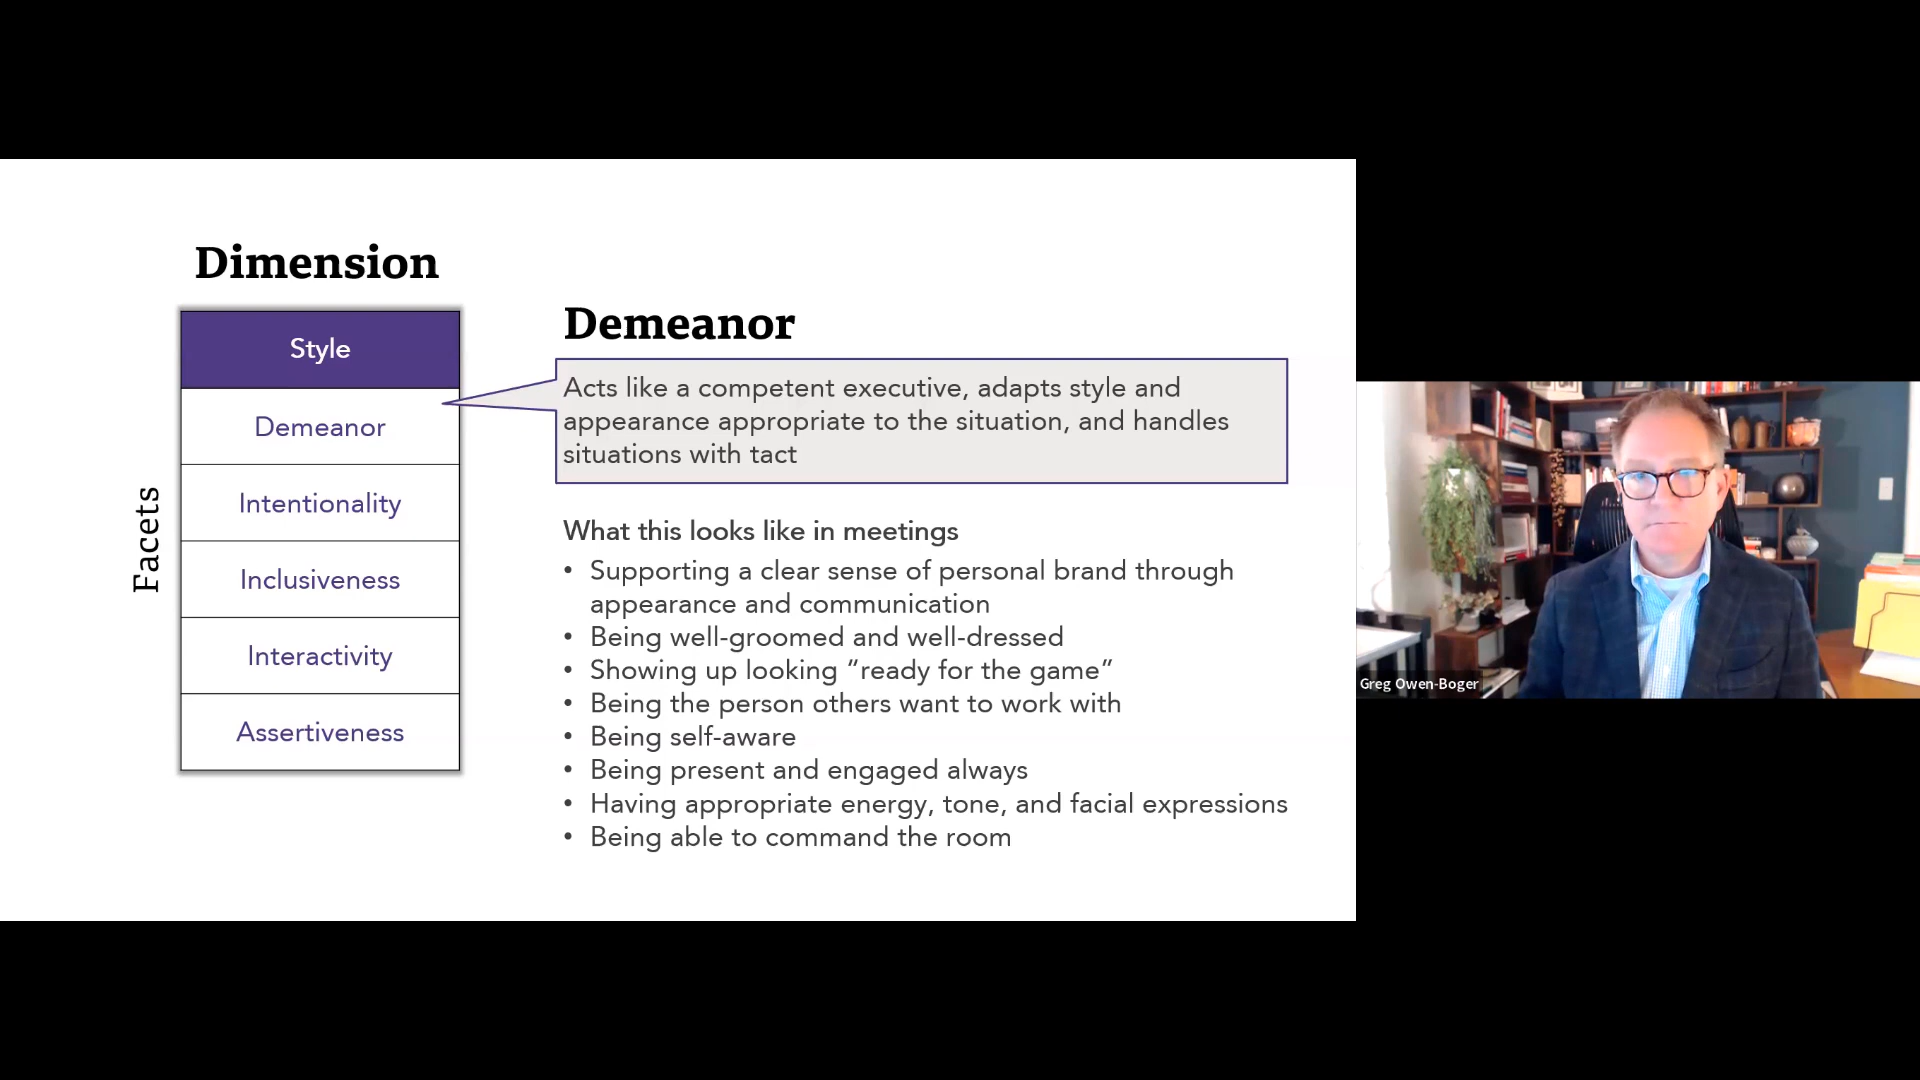 Dimension
Style
Demeanor
Intentionality
Inclusiveness
Interactivity
Assertiveness
Facets
Demeanor
Acts like a competent executive, adapts style and
appearance appropriate to the situation, and handles
situations with tact
What this looks like in meetings
• Supporting a clear sense of personal brand through
appearance and communication
• Being well-groomed and well-dressed
• Showing up looking “ready for the game”
• Being the person others want to work with
• Being self-aware
• Being present and engaged always
• Having appropriate energy, tone, and facial expressions
• Being able to command the room
Greg Owen-Boger